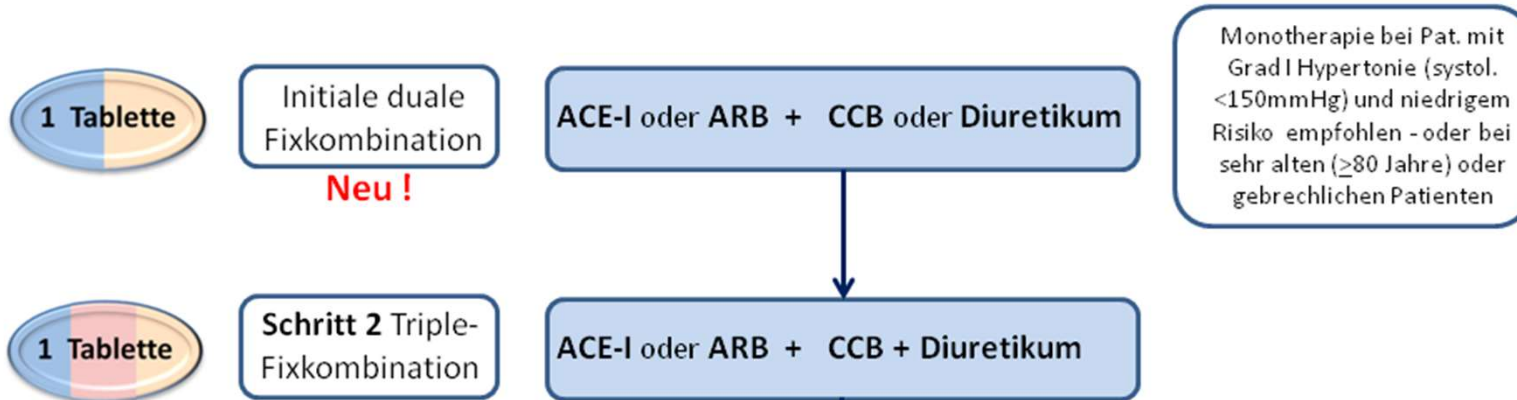 1 Tablette
Initiale duale
Fixkombination
Neu !
ACE-I oder ARB + CCB oder Diuretikum
Monotherapie bei Pat. mit
Grad I Hypertonie (systol.
<150mmHg) und niedrigem
Risiko empfohlen - oder bei
sehr alten (≥80 Jahre) oder
gebrechlichen Patienten
1 Tablette
Schritt 2 Triple-
Fixkombination
ACE-I oder ARB + CCB + Diuretikum